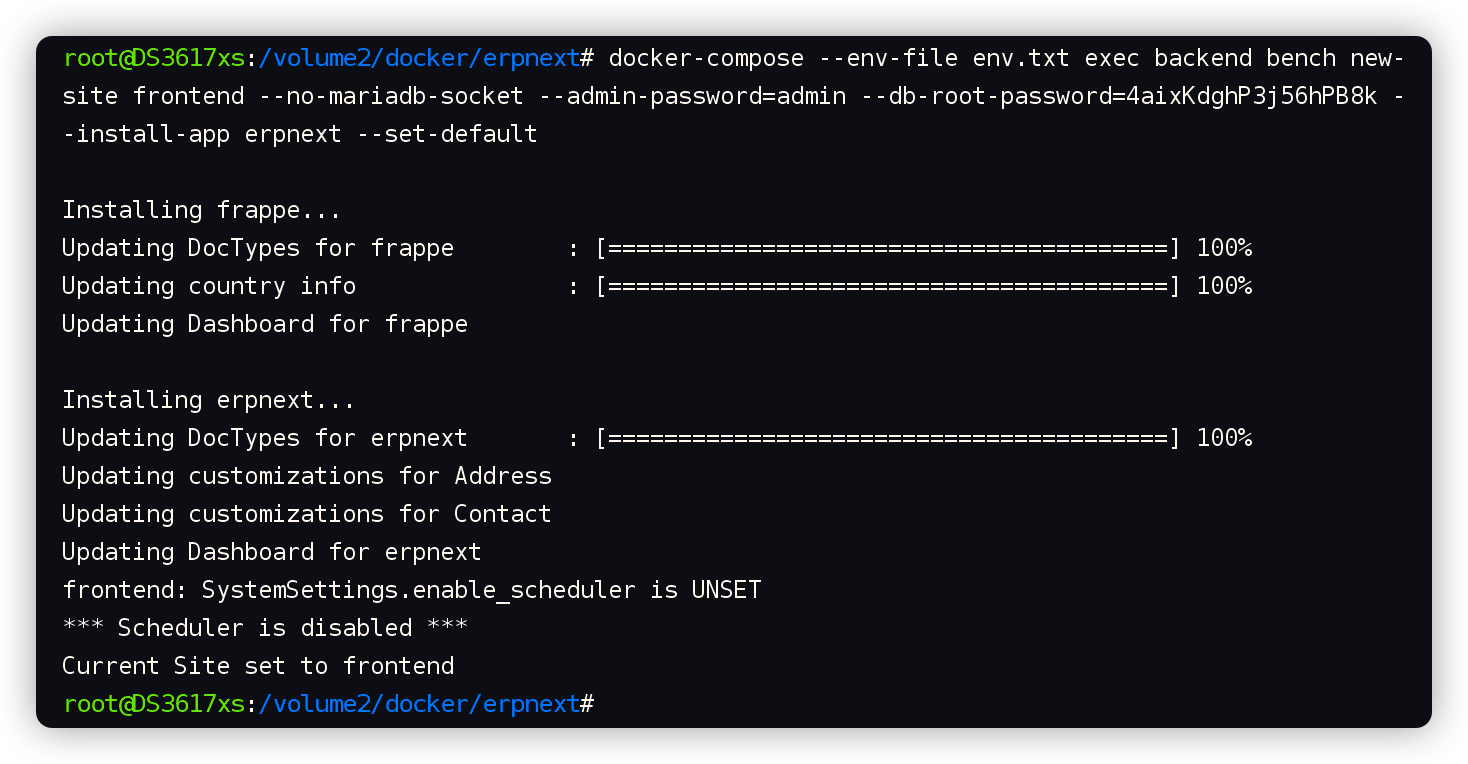 root@DS3617xs:/volume2/docker/erpnext# docker-compose --env-file env.txt exec backend bench new-
site frontend --no-mariadb-socket --admin-password=admin --db-root-password=4aixKdghP3j56hPB8k -
-install-app erpnext --set-default
Installing frappe...
Updating DocTypes for frappe        : [========================================] 100%
Updating country info               : [========================================] 100%
Updating Dashboard for frappe
Installing erpnext...
Updating DocTypes for erpnext       : [========================================] 100%
Updating customizations for Address
Updating customizations for Contact
Updating Dashboard for erpnext
frontend: SystemSettings.enable_scheduler is UNSET
*** Scheduler is disabled ***
Current Site set to frontend
root@DS3617xs:/volume2/docker/erpnext#